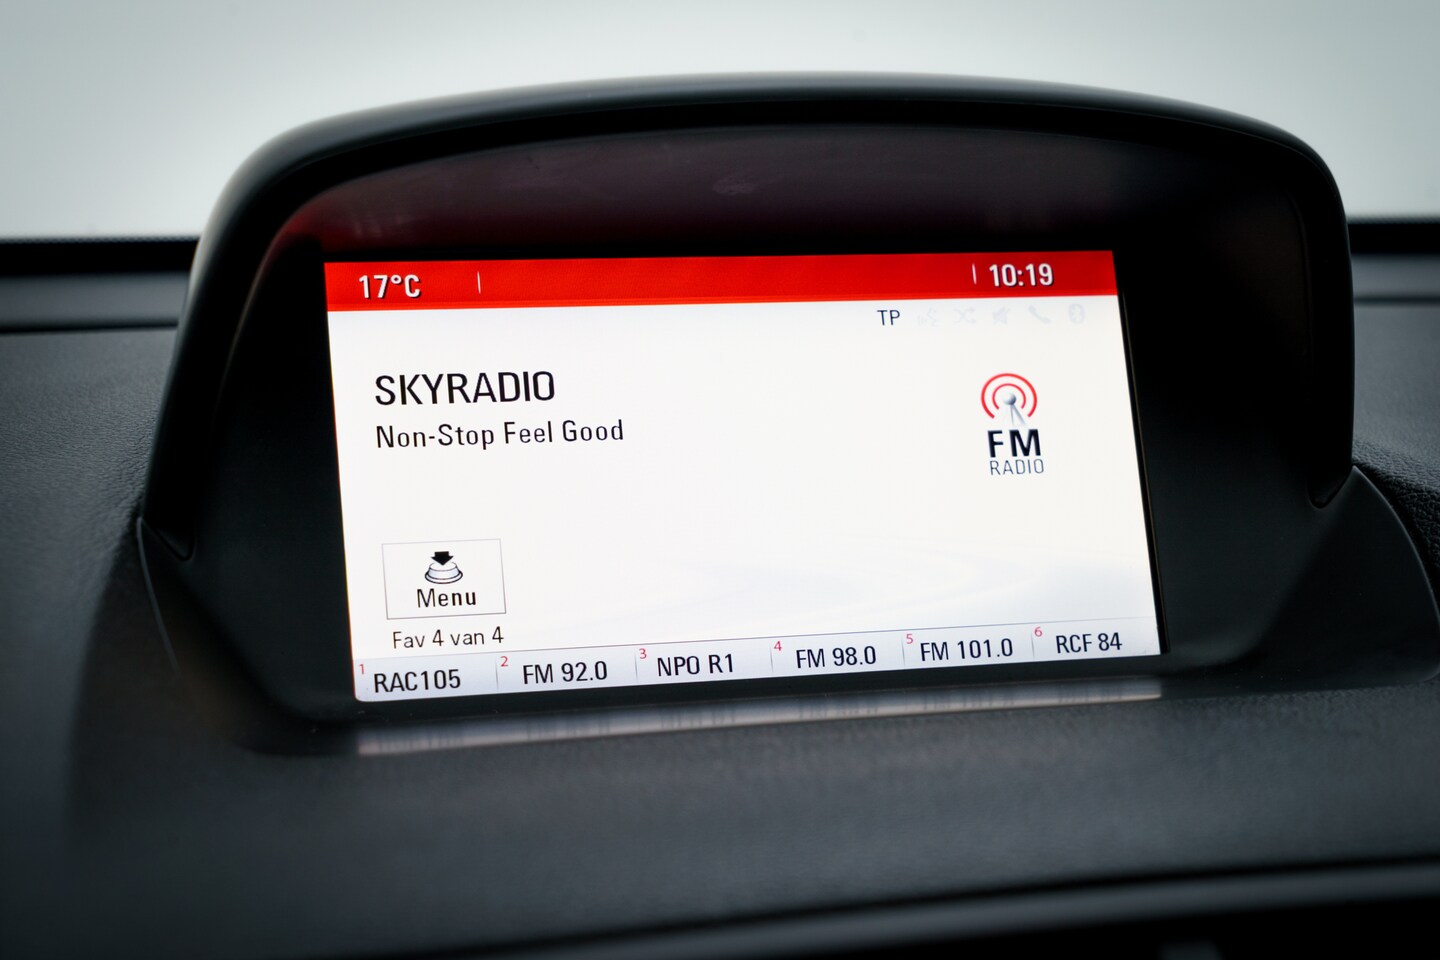 17°C
10:19
TP
SKYRADIO
Non-Stop Feel Good
FM
RADIO
Menu
Fav 4 van 4
1 RAC105 2 FM 92.0 3 NPO R1 4 FM 98.0 5 FM 101.0 6 RCF 84